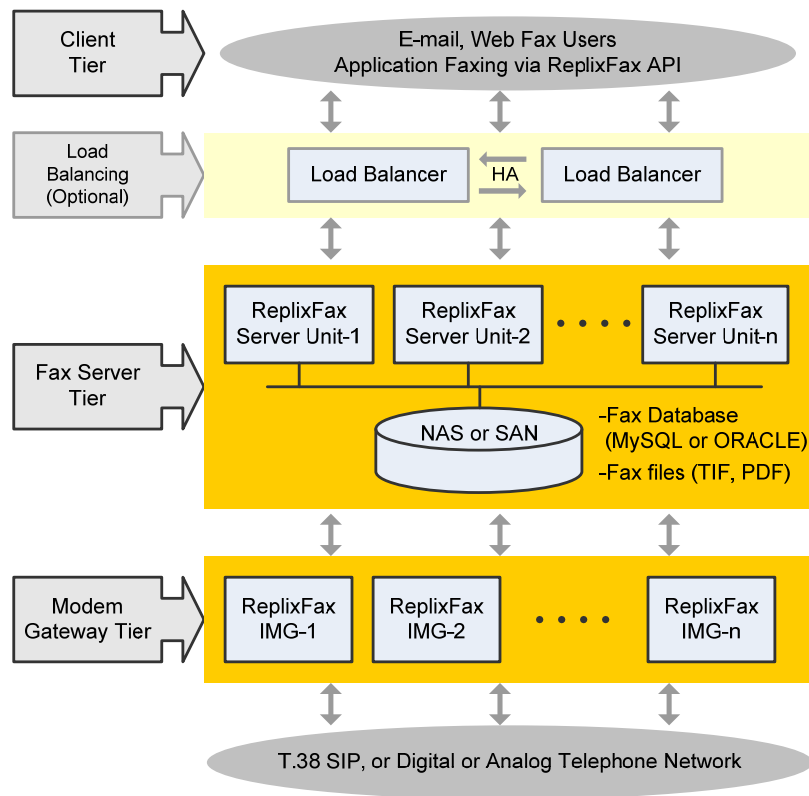 Client
Tier
E-mail, Web Fax Users
Application Faxing via ReplixFax API
Load
Balancing
(Optional)
Load Balancer
HA
Load Balancer
Fax Server
Tier
ReplixFax
Server Unit-1
ReplixFax
Server Unit-2
ReplixFax
Server Unit-n
NAS or SAN
-Fax Database
(MySQL or ORACLE)
-Fax files (TIF, PDF)
Modem
Gateway Tier
ReplixFax
IMG-1
ReplixFax
IMG-2
ReplixFax
IMG-n
T.38 SIP, or Digital or Analog Telephone Network